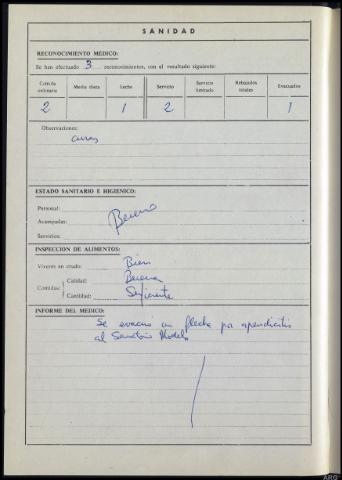 SANIDAD
RECONOCIMIENTO MEDICO:
Se han efectuado 3 reconocimientos, con el resultado siguiente:
Comida ordinaria Media dieta Leche Servicio Servicio limitado Rebajados totales Evacuados
2 1 2 1
Observaciones:
curas
ESTADO SANITARIO E HIGIENICO:
Personal:
Acampada: Bueno
Servicios:
INSPECCION DE ALIMENTOS:
Víveres en crudo: Bien
Comidas: Calidad: Buena
Cantidad: Suficiente
INFORME DEL MEDICO:
Se evacuó un flecha por apendicitis
al Sanatorio Modelo
ARG